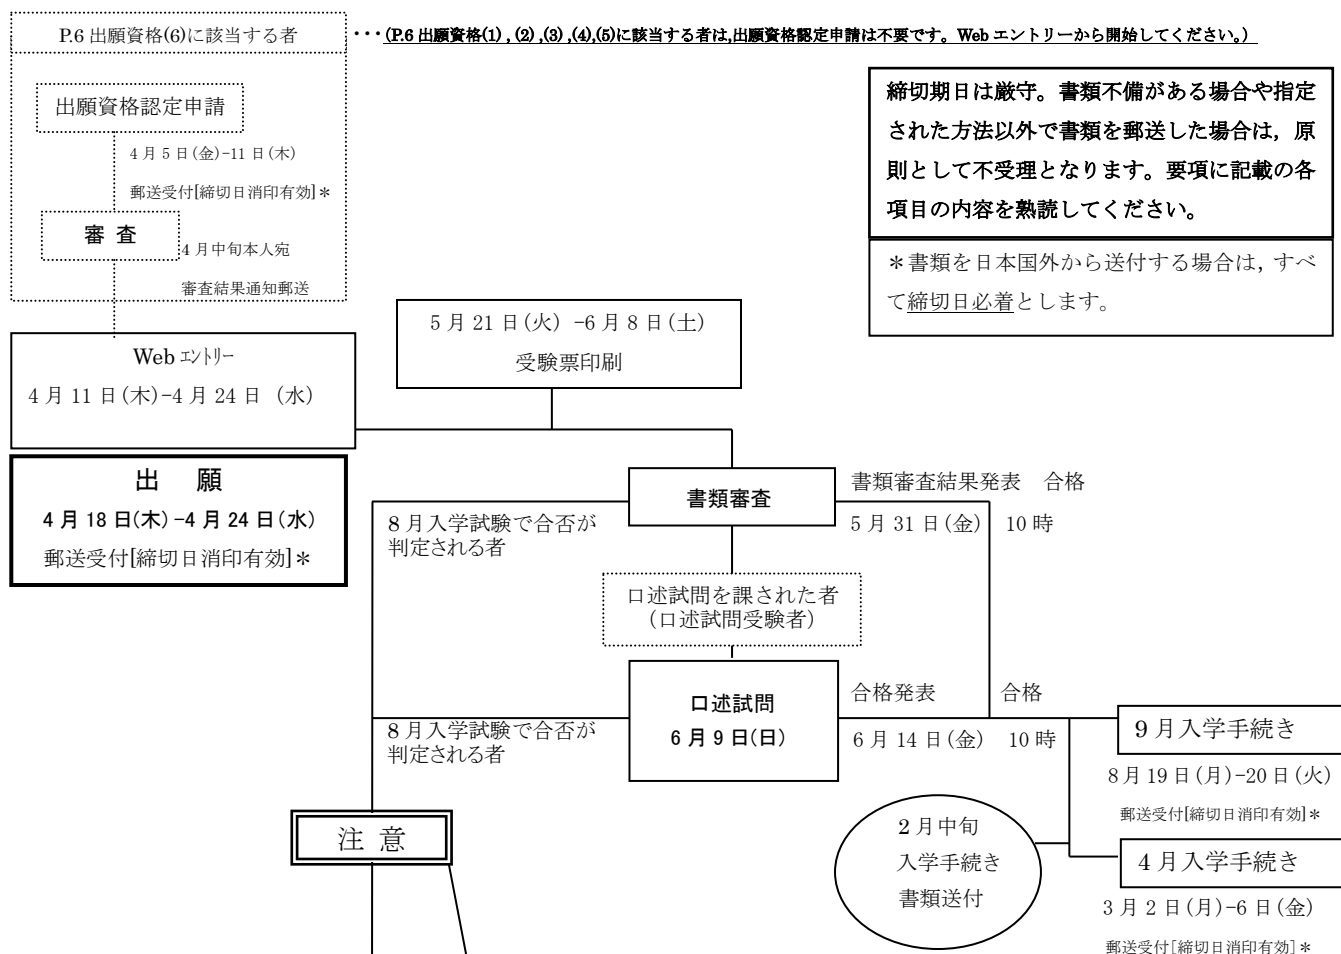 P.6 出願資格(6)に該当する者
・・・(P.6 出願資格(1),(2),(3),(4),(5)に該当する者は,出願資格認定申請は不要です。Web エントリーから開始してください。)
出願資格認定申請
4 月 5 日(金)-11 日(木)
郵送受付[締切日消印有効]＊
審 査
4 月中旬本人宛
審査結果通知郵送
締切期日は厳守。書類不備がある場合や指定
された方法以外で書類を郵送した場合は，原
則として不受理となります。要項に記載の各
項目の内容を熟読してください。
＊書類を日本国外から送付する場合は，すべ
て締切日必着とします。
Web ｴﾝﾄﾘｰ
4 月 11 日(木)-4 月 24 日 (水)
5 月 21 日(火) -6 月 8 日(土)
受験票印刷
出 願
4 月 18 日(木)-4 月 24 日(水)
郵送受付[締切日消印有効]＊
書類審査
書類審査結果発表 合格
5 月 31 日(金) 10 時
8 月入学試験で合否が
判定される者
口述試問を課された者
（口述試問受験者）
口述試問
6 月 9 日(日)
合格発表 合格
6 月 14 日(金) 10 時
8 月入学試験で合否が
判定される者
9 月入学手続き
8 月 19 日(月)-20 日(火)
郵送受付[締切日消印有効]＊
注 意
2 月中旬
入学手続き
書類送付
4 月入学手続き
3 月 2 日(月)-6 日(金)
郵送受付[締切日消印有効]＊